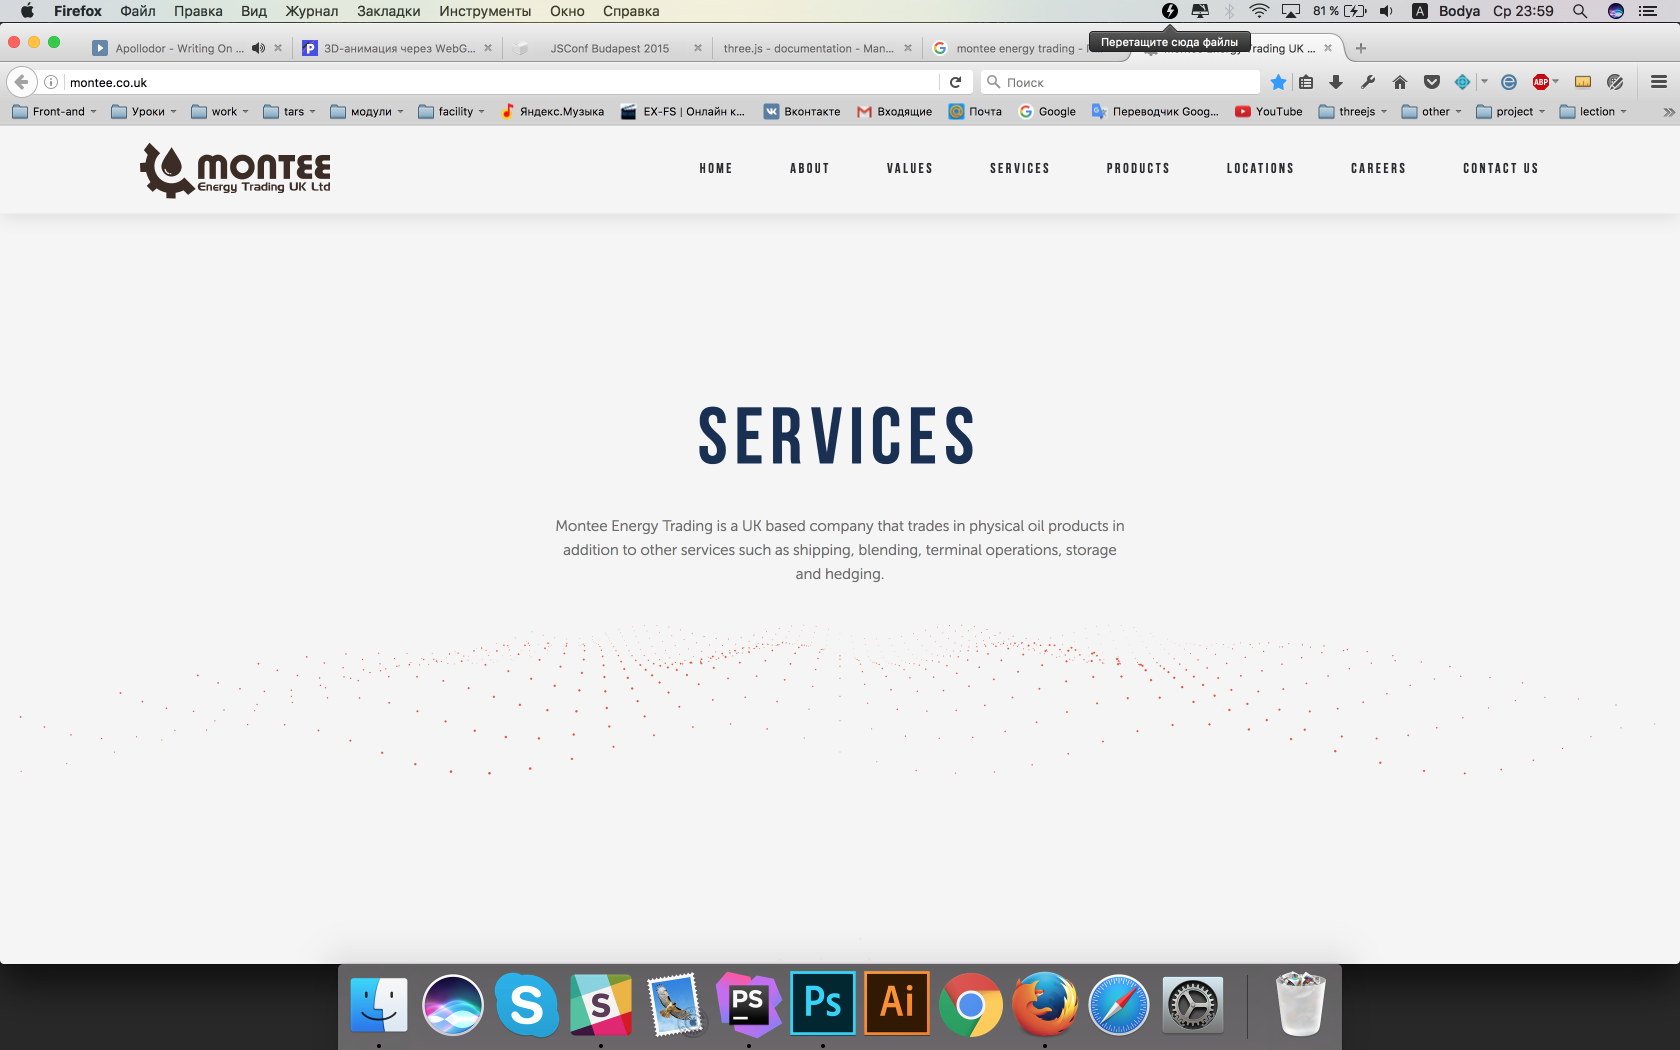 Firefox Файл Правка Вид Журнал Закладки Инструменты Окно Справка 81 % A Bodya Ср 23:59
Перетащите сюда файлы
Apollodor - Writing On ... 3D-анимация через WebG... JSConf Budapest 2015 three.js - documentation - Man... montee energy trading - Trading UK ...
montee.co.uk Поиск ABP
Front-and Уроки work tars модули facility Яндекс.Музыка EX-FS | Онлайн к... Вконтакте Входящие Почта Google Переводчик Goog... YouTube threejs other project lection
MONTEE
Energy Trading UK Ltd
HOME ABOUT VALUES SERVICES PRODUCTS LOCATIONS CAREERS CONTACT US
SERVICES
Montee Energy Trading is a UK based company that trades in physical oil products in
addition to other services such as shipping, blending, terminal operations, storage
and hedging.
S S PS Ps Ai